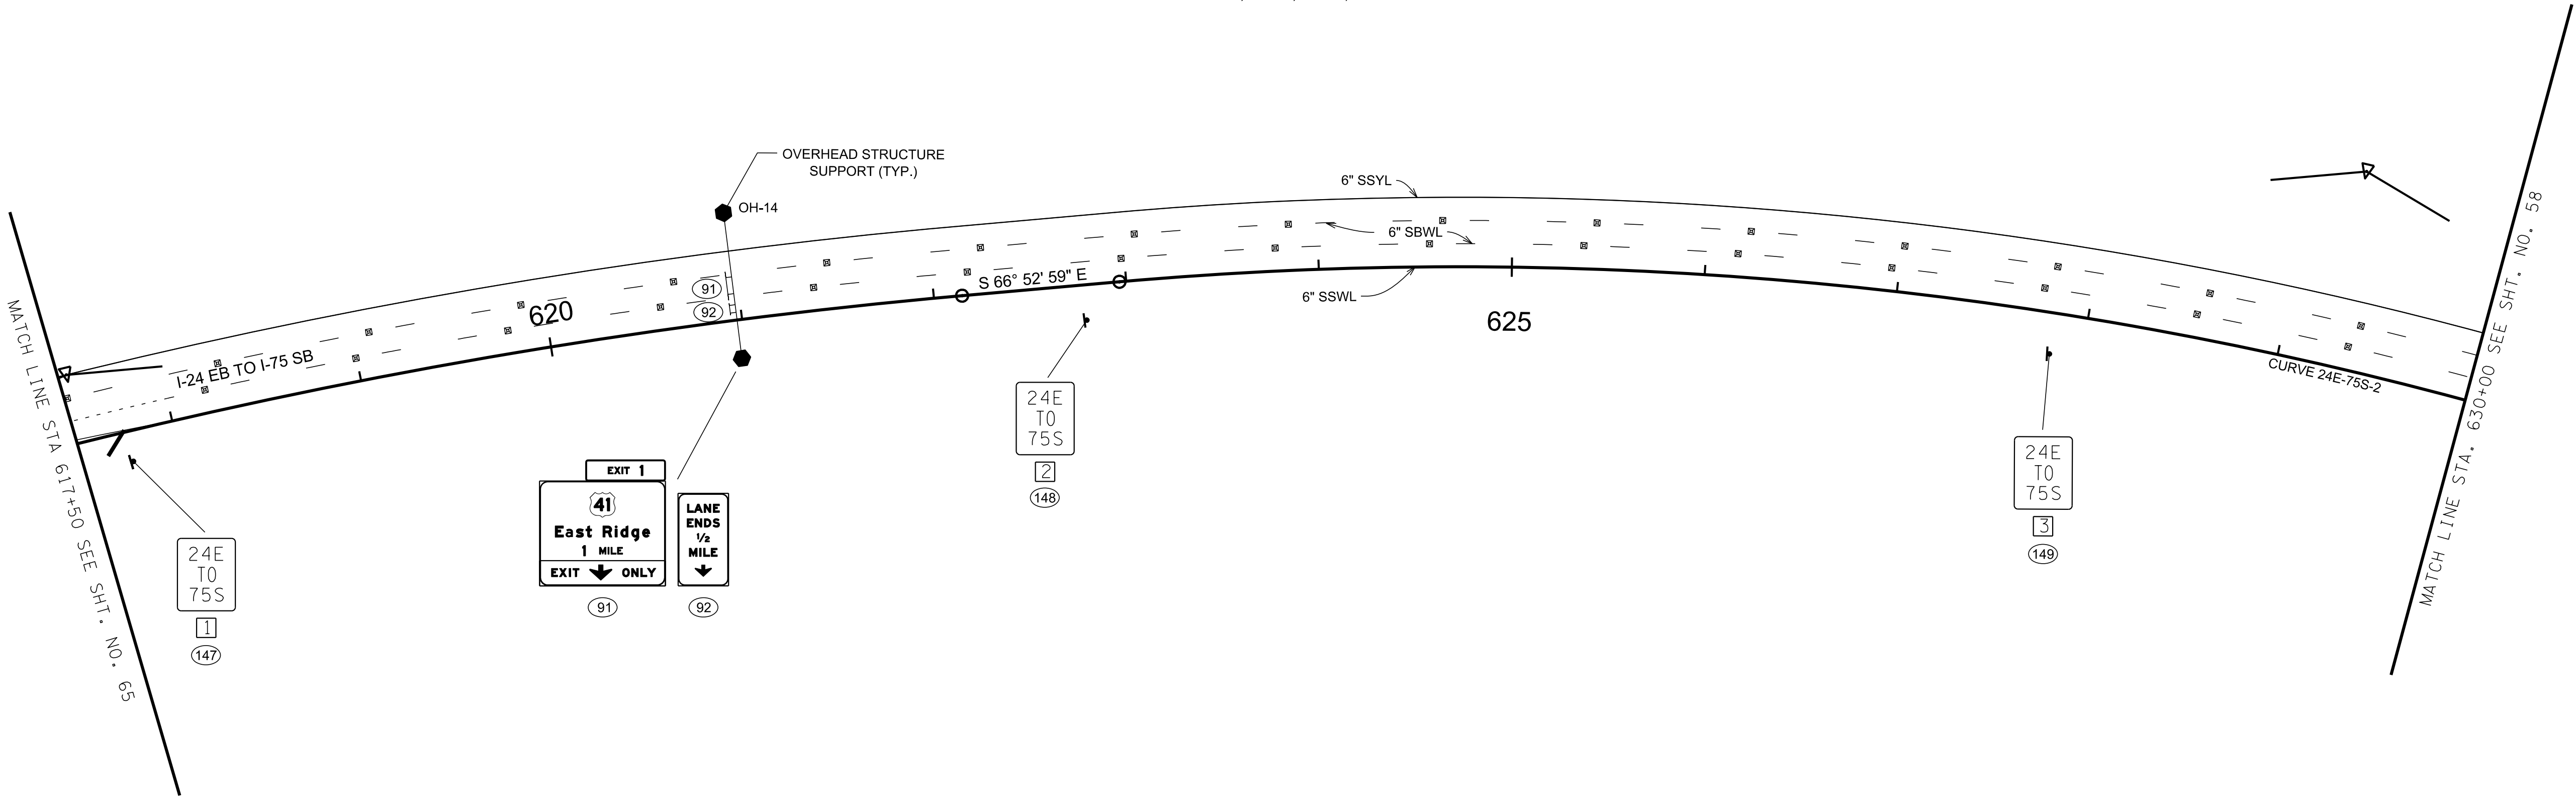 MATCH LINE STA 617+50 SEE SHT. NO. 65
I-24 EB TO I-75 SB
620
OVERHEAD STRUCTURE
SUPPORT (TYP.)
OH-14
91
92
S 66° 52' 59" E
6" SSYL
6" SBWL
6" SSWL
625
CURVE 24E-75S-2
MATCH LINE STA. 630+00 SEE SHT. NO. 58
24E
TO
75S
1
147
EXIT 1
41
East Ridge
1 MILE
EXIT ONLY
91
LANE
ENDS
1/2
MILE
92
24E
TO
75S
2
148
24E
TO
75S
3
149